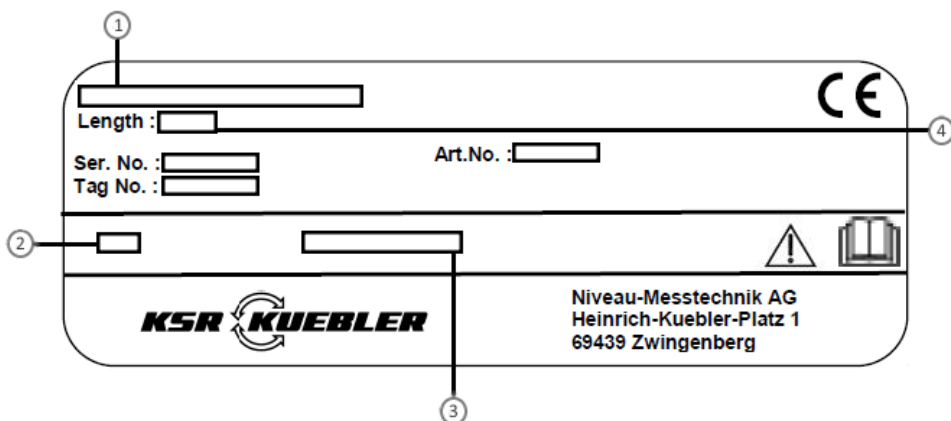 1
CE
Length :
4
Ser. No. :
Art.No. :
Tag No. :
2
KSR KUEBLER
Niveau-Messtechnik AG
Heinrich-Kuebler-Platz 1
69439 Zwingenberg
3